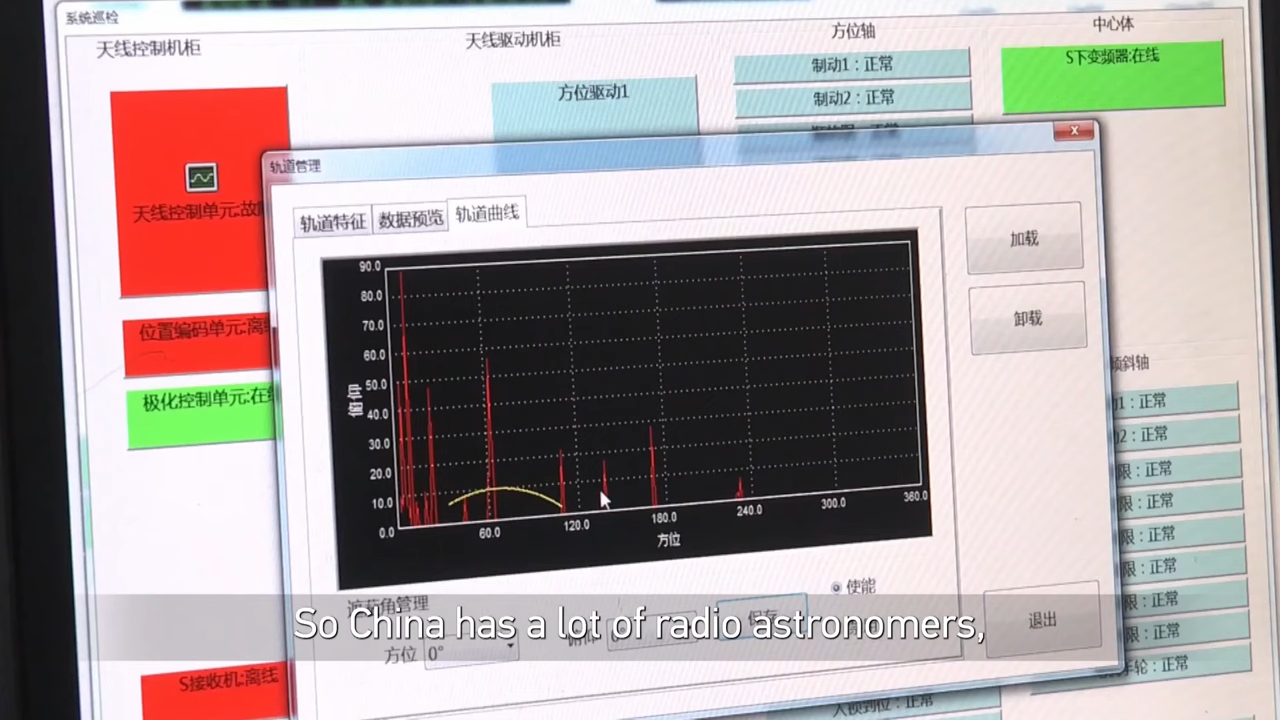 系统巡检
天线控制机柜
天线驱动机柜
方位轴
中心体
方位驱动1
制动1：正常
制动2：正常
正常
S下变频器:在线
天线控制单元:故
位置编码单元:离
极化控制单元:在
S接收机:离线
轨道管理
x
轨道特征
数据预览
轨道曲线
加载
卸载
90.0
80.0
70.0
60.0
50.0
40.0
30.0
20.0
10.0
0.0
俯仰
60.0
120.0
180.0
240.0
300.0
360.0
方位
使能
保存
方位
0°
退出
倾斜轴
1：正常
2：正常
限：正常
限：正常
限：正常
限：正常
限：正常
限：正常
手轮：正常
So China has a lot of radio astronomers,